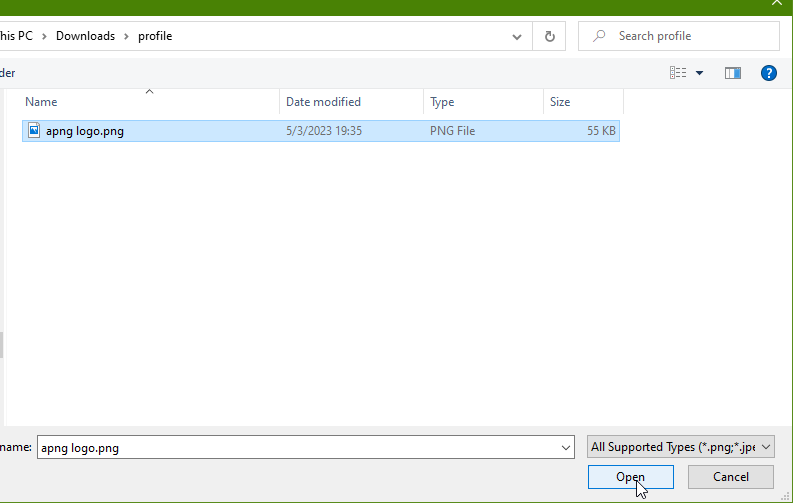 his PC > Downloads > profile
Search profile
der
Name Date modified Type Size
apng logo.png 5/3/2023 19:35 PNG File 55 KB
name: apng logo.png All Supported Types (*.png;*.jpe
Open Cancel